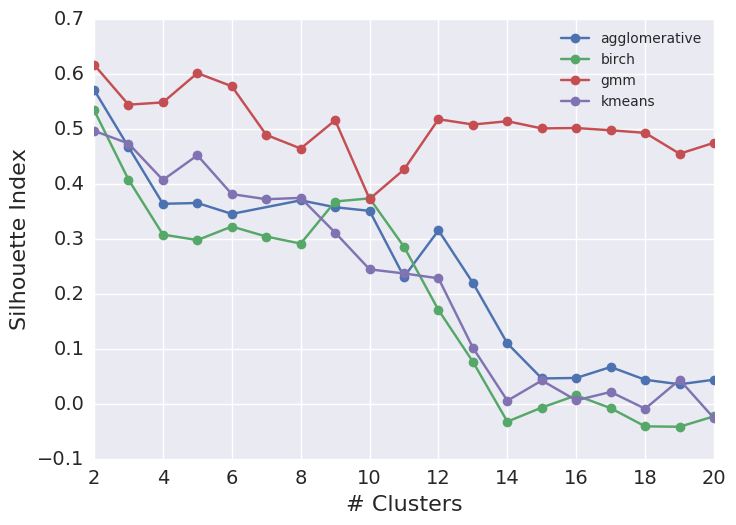 0.7
0.6
0.5
0.4
0.3
0.2
0.1
0.0
−0.1
Silhouette Index
agglomerative
birch
gmm
kmeans
2 4 6 8 10 12 14 16 18 20
# Clusters